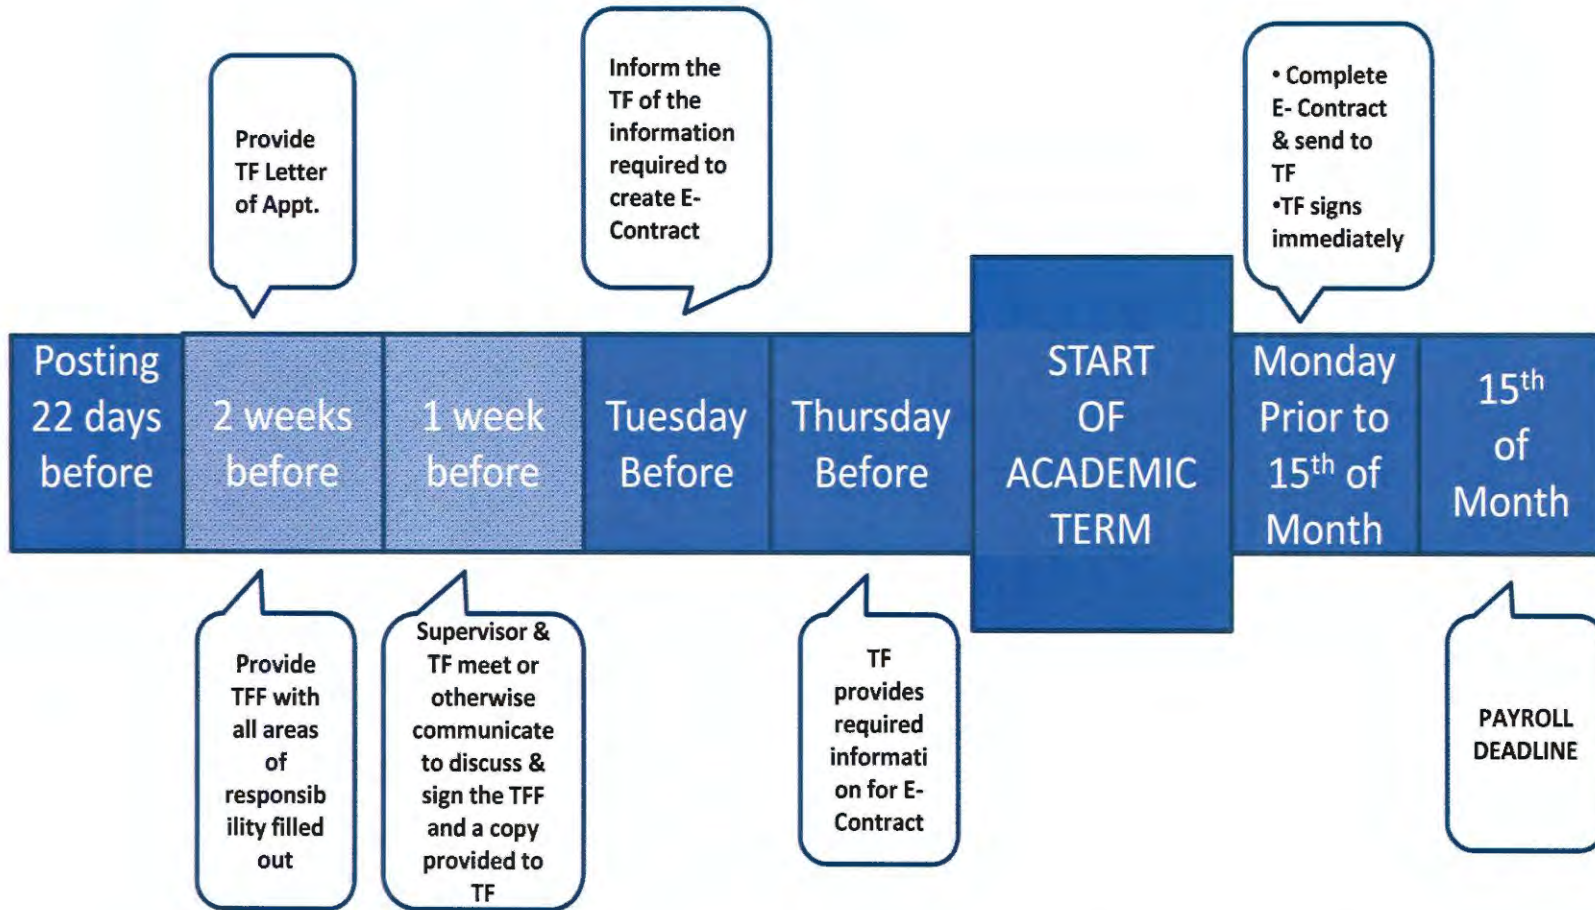 Provide
TF Letter
of Appt.
Inform the
TF of the
information
required to
create E-
Contract
• Complete
E- Contract
& send to
TF
•TF signs
immediately
Posting
22 days
before
2 weeks
before
1 week
before
Tuesday
Before
Thursday
Before
START
OF
ACADEMIC
TERM
Monday
Prior to
15th of
Month
15th
of
Month
Provide
TFF with
all areas
of
responsib
ility filled
out
Supervisor &
TF meet or
otherwise
communicate
to discuss &
sign the TFF
and a copy
provided to
TF
TF
provides
required
informati
on for E-
Contract
PAYROLL
DEADLINE